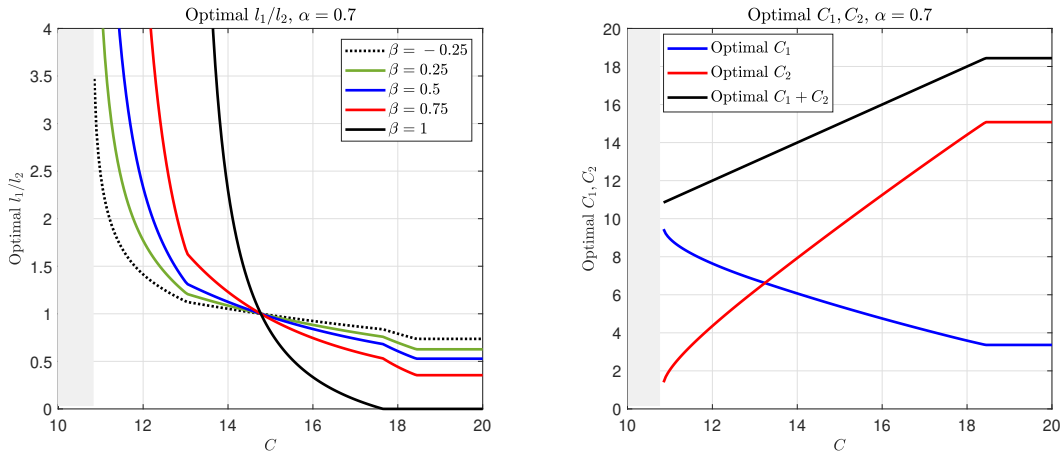 Optimal l₁/l₂, α = 0.7
Optimal l₁/l₂
4
3.5
3
2.5
2
1.5
1
0.5
0
β = − 0.25
β = 0.25
β = 0.5
β = 0.75
β = 1
10 12 14 16 18 20
C
Optimal C₁, C₂, α = 0.7
Optimal C₁, C₂
20
18
16
14
12
10
8
6
4
2
0
Optimal C₁
Optimal C₂
Optimal C₁ + C₂
10 12 14 16 18 20
C